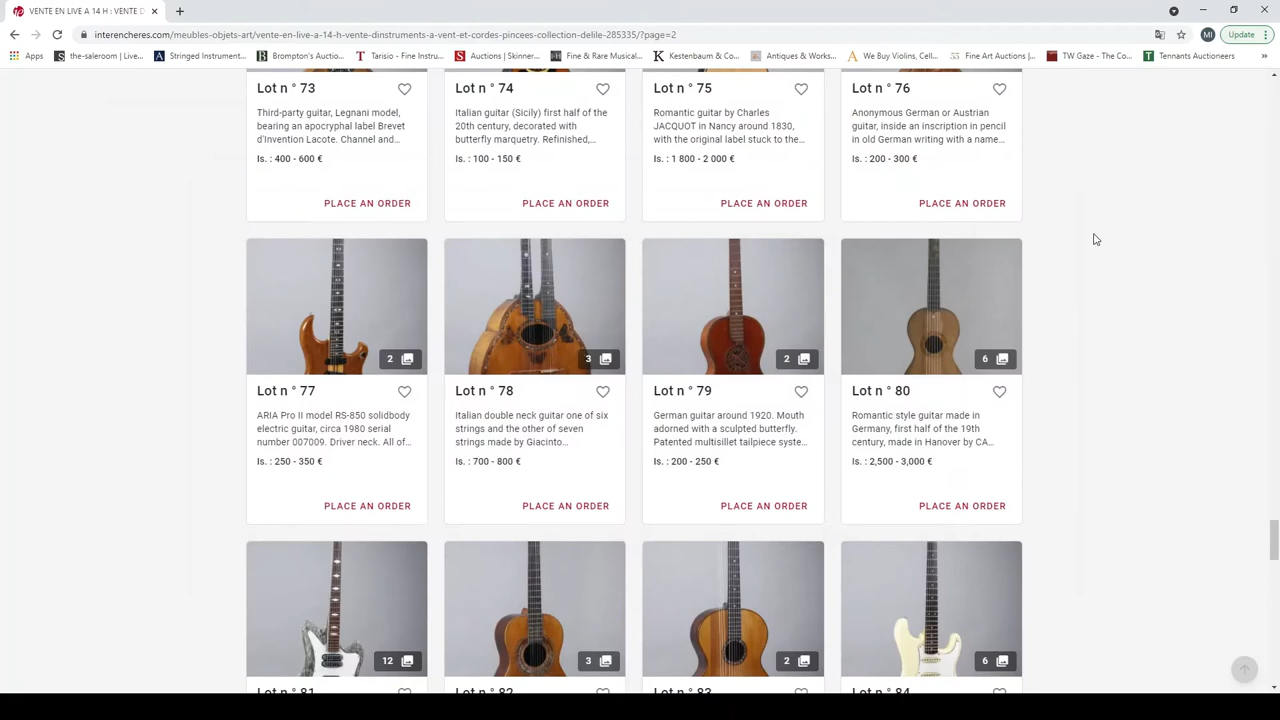 VENTE EN LIVE A 14 H : VENTE D
MI
Update
interencheres.com/meubles-objets-art/vente-en-live-a-14-h-vente-dinstruments-a-vent-et-cordes-pincees-collection-delile-285335/?page=2
Apps
the-saleroom | Live...
Stringed Instrument...
Brompton's Auction...
Tarisio - Fine Instru...
Auctions | Skinner...
Fine & Rare Musical...
Kestenbaum & Co...
Antiques & Works...
We Buy Violins, Cell...
Fine Art Auctions |...
TW Gaze - The Co...
Tennants Auctioneers
»
Lot n ° 73
Third-party guitar, Legnani model,
bearing an apocryphal label Brevet
d'Invention Lacote. Channel and...
Is. : 400 - 600 €
PLACE AN ORDER
Lot n ° 74
Italian guitar (Sicily) first half of the
20th century, decorated with
butterfly marquetry. Refinished,...
Is. : 100 - 150 €
PLACE AN ORDER
Lot n ° 75
Romantic guitar by Charles
JACQUOT in Nancy around 1830,
with the original label stuck to the...
Is. : 1 800 - 2 000 €
PLACE AN ORDER
Lot n ° 76
Anonymous German or Austrian
guitar, inside an inscription in pencil
in old German writing with a name...
Is. : 200 - 300 €
PLACE AN ORDER
2
Lot n ° 77
ARIA Pro II model RS-850 solidbody
electric guitar, circa 1980 serial
number 007009. Driver neck. All of...
Is. : 250 - 350 €
PLACE AN ORDER
3
Lot n ° 78
Italian double neck guitar one of six
strings and the other of seven
strings made by Giacinto...
Is. : 700 - 800 €
PLACE AN ORDER
2
Lot n ° 79
German guitar around 1920. Mouth
adorned with a sculpted butterfly.
Patented multisillet tailpiece syste...
Is. : 200 - 250 €
PLACE AN ORDER
6
Lot n ° 80
Romantic style guitar made in
Germany, first half of the 19th
century, made in Hanover by CA...
Is. : 2,500 - 3,000 €
PLACE AN ORDER
12
Lot n ° 81
3
Lot n ° 82
2
Lot n ° 83
6
Lot n ° 84